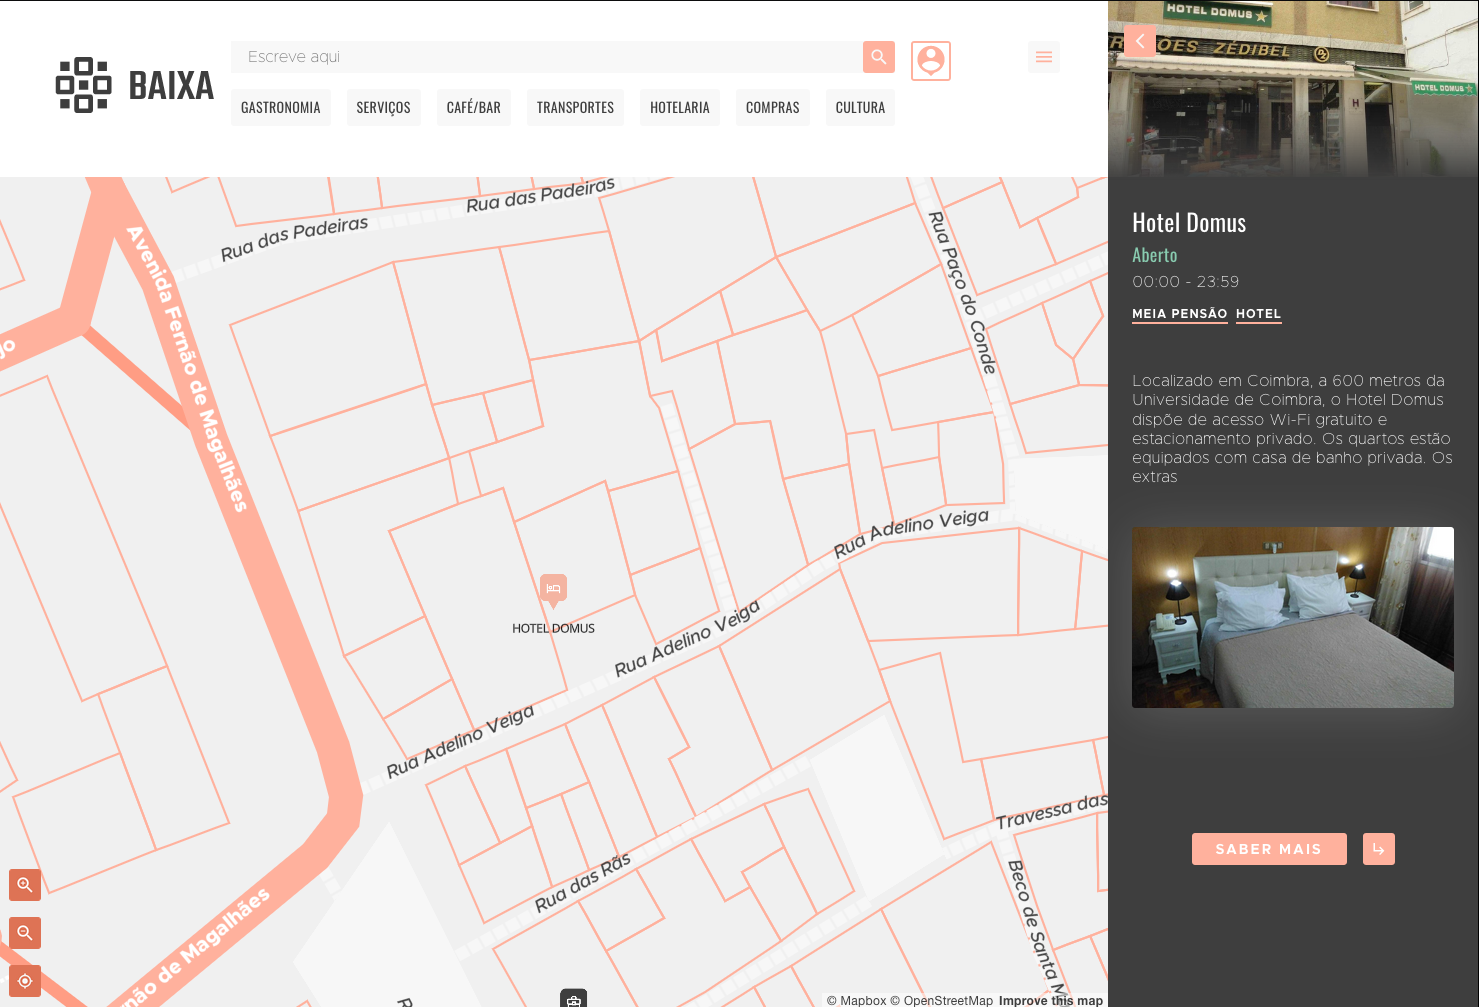 BAIXA
Escreve aqui
GASTRONOMIA
SERVIÇOS
CAFÉ/BAR
TRANSPORTES
HOTELARIA
COMPRAS
CULTURA
HOTEL DOMUS
ÕES ZÉDIBEL
HOTEL DOMUS
H
Hotel Domus
Aberto
00:00 - 23:59
MEIA PENSÃO HOTEL
Localizado em Coimbra, a 600 metros da
Universidade de Coimbra, o Hotel Domus
dispõe de acesso Wi-Fi gratuito e
estacionamento privado. Os quartos estão
equipados com casa de banho privada. Os
extras
SABER MAIS
Rua das Padeiras
Rua das Padeiras
Avenida Fernão de Magalhães
Rua Paço do Conde
go
Rua Adelino Veiga
HOTEL DOMUS
Rua Adelino Veiga
Rua Adelino Veiga
Travessa das
Rua das Rãs
Beco de Santa M
não de Magalhães
R
© Mapbox © OpenStreetMap Improve this map